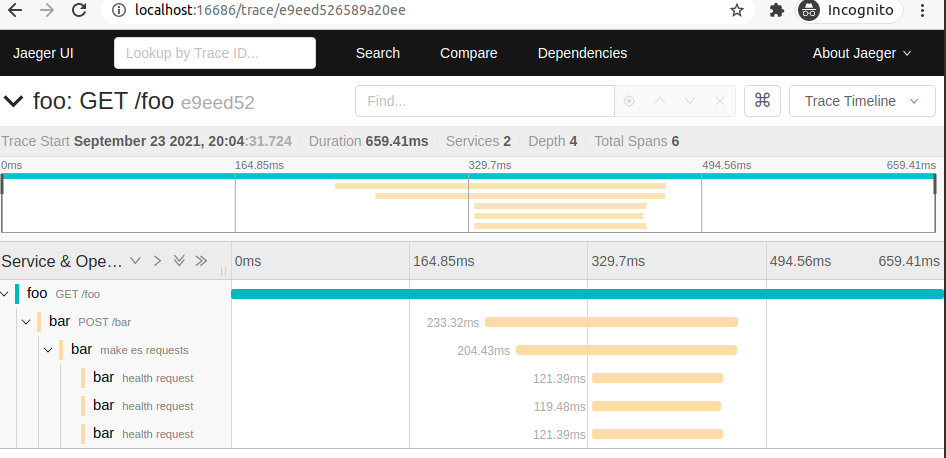 localhost:16686/trace/e9eed526589a20ee Incognito
Jaeger UI Lookup by Trace ID... Search Compare Dependencies About Jaeger
foo: GET /foo e9eed52 Find... ⌘ Trace Timeline
Trace Start September 23 2021, 20:04:31.724 Duration 659.41ms Services 2 Depth 4 Total Spans 6
0ms 164.85ms 329.7ms 494.56ms 659.41ms
Service & Ope... 0ms 164.85ms 329.7ms 494.56ms 659.41ms
foo GET /foo
bar POST /bar 233.32ms
bar make es requests 204.43ms
bar health request 121.39ms
bar health request 119.48ms
bar health request 121.39ms